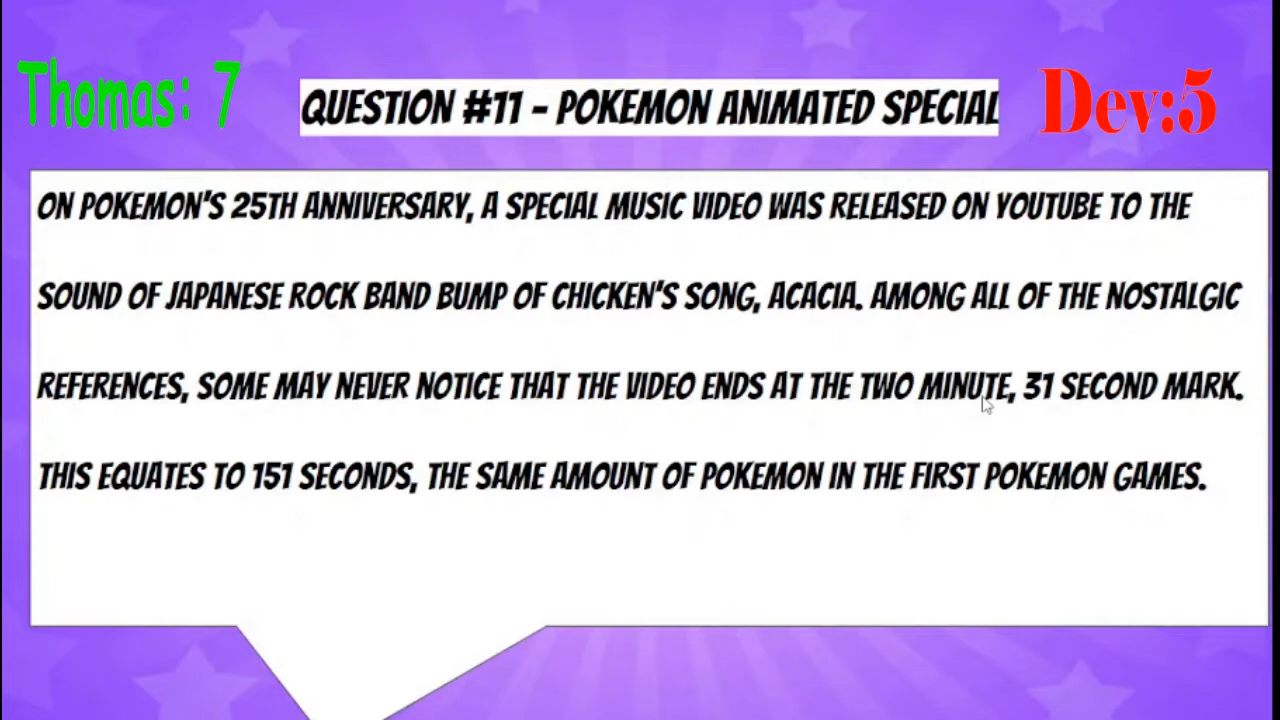 Thomas: 7
QUESTION #11 - POKEMON ANIMATED SPECIAL
Dev:5
ON POKEMON'S 25TH ANNIVERSARY, A SPECIAL MUSIC VIDEO WAS RELEASED ON YOUTUBE TO THE
SOUND OF JAPANESE ROCK BAND BUMP OF CHICKEN'S SONG, ACACIA. AMONG ALL OF THE NOSTALGIC
REFERENCES, SOME MAY NEVER NOTICE THAT THE VIDEO ENDS AT THE TWO MINUTE, 31 SECOND MARK.
THIS EQUATES TO 151 SECONDS, THE SAME AMOUNT OF POKEMON IN THE FIRST POKEMON GAMES.